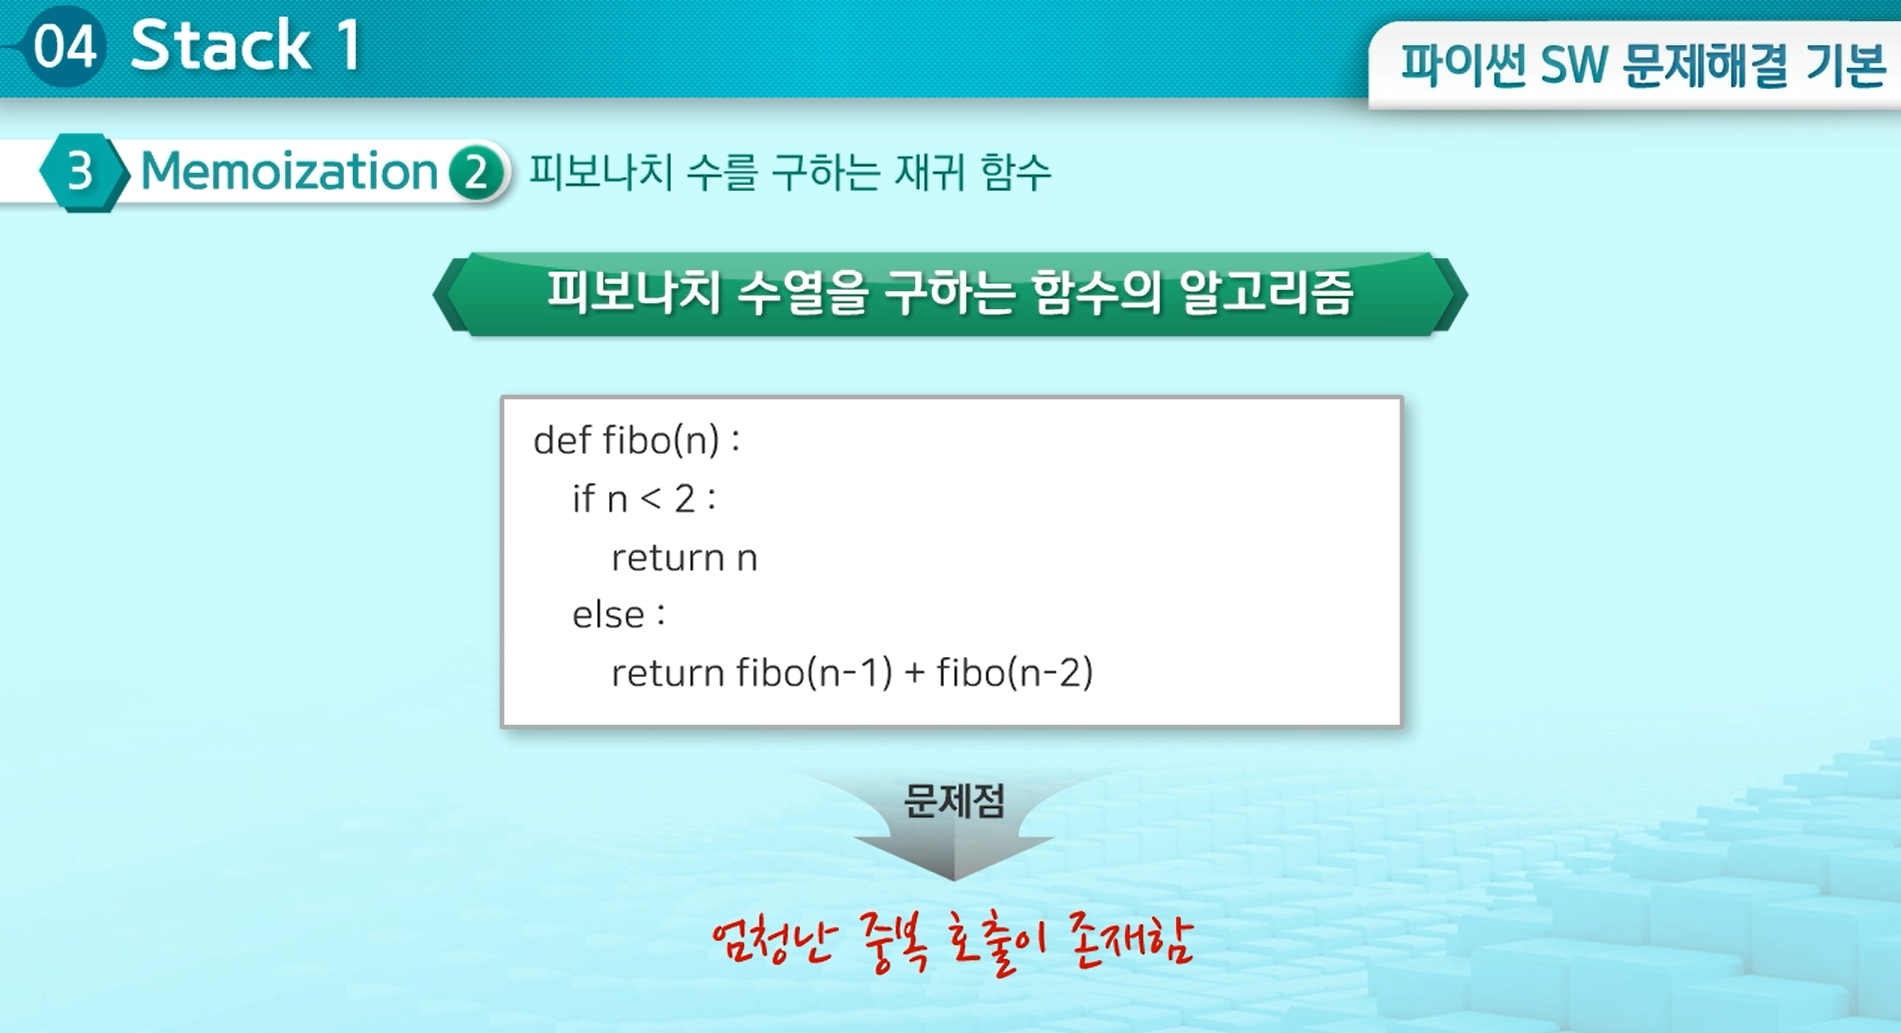 04 Stack 1
파이썬 SW 문제해결 기본
3 Memoization 2 피보나치 수를 구하는 재귀 함수
피보나치 수열을 구하는 함수의 알고리즘
def fibo(n) :
if n < 2 :
return n
else :
return fibo(n-1) + fibo(n-2)
문제점
엄청난 중복 호출이 존재함